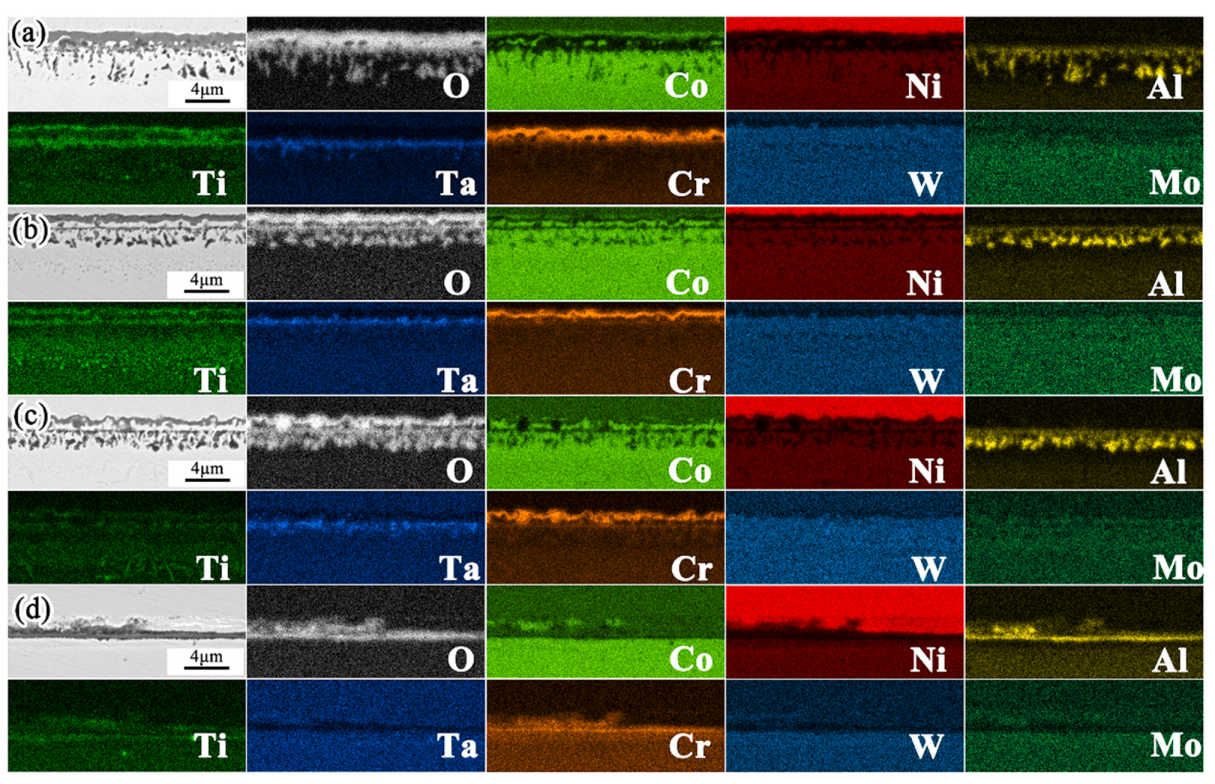 (a) 4μm O Co Ni Al
Ti Ta Cr W Mo
(b) 4μm O Co Ni Al
Ti Ta Cr W Mo
(c) 4μm O Co Ni Al
Ti Ta Cr W Mo
(d) 4μm O Co Ni Al
Ti Ta Cr W Mo